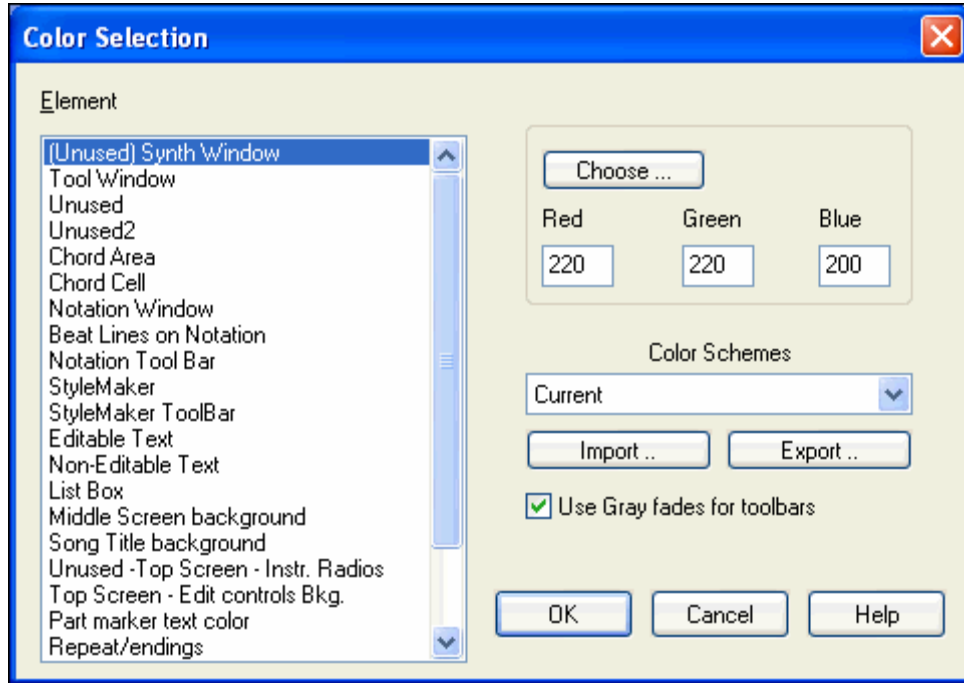 Color Selection
Element
(Unused) Synth Window
Tool Window
Unused
Unused2
Chord Area
Chord Cell
Notation Window
Beat Lines on Notation
Notation Tool Bar
StyleMaker
StyleMaker ToolBar
Editable Text
Non-Editable Text
List Box
Middle Screen background
Song Title background
Unused -Top Screen - Instr. Radios
Top Screen - Edit controls Bkg.
Part marker text color
Repeat/endings
Choose ...
Red Green Blue
220 220 200
Color Schemes
Current
Import .. Export ..
Use Gray fades for toolbars
OK Cancel Help